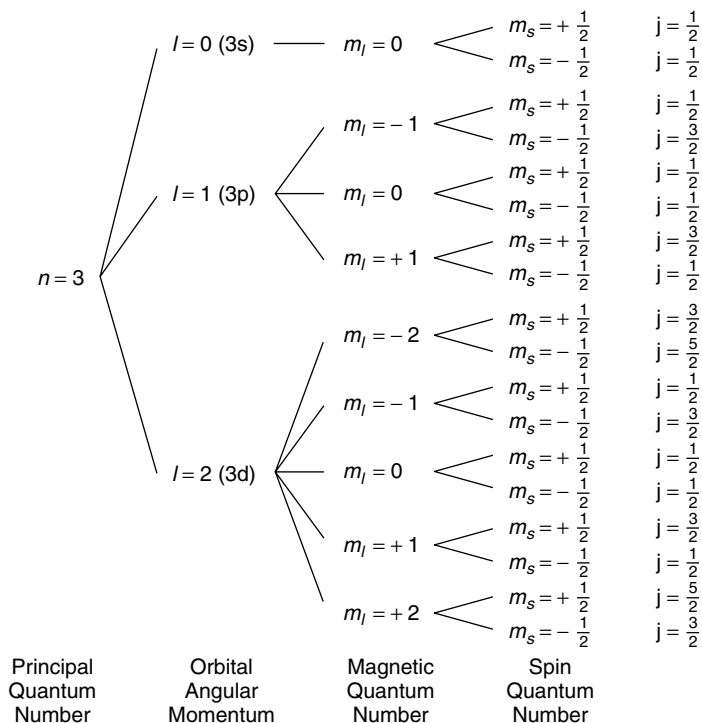 m_s = + 1/2 j = 1/2
l = 0 (3s) m_l = 0
m_s = − 1/2 j = 1/2
m_s = + 1/2 j = 1/2
m_l = − 1
m_s = − 1/2 j = 3/2
m_s = + 1/2 j = 1/2
l = 1 (3p) m_l = 0
m_s = − 1/2 j = 1/2
m_s = + 1/2 j = 3/2
m_l = + 1
m_s = − 1/2 j = 1/2
n = 3
m_s = + 1/2 j = 3/2
m_l = − 2
m_s = − 1/2 j = 5/2
m_s = + 1/2 j = 1/2
m_l = − 1
m_s = − 1/2 j = 3/2
m_s = + 1/2 j = 1/2
l = 2 (3d) m_l = 0
m_s = − 1/2 j = 1/2
m_s = + 1/2 j = 3/2
m_l = + 1
m_s = − 1/2 j = 1/2
m_s = + 1/2 j = 5/2
m_l = + 2
m_s = − 1/2 j = 3/2
Principal
Quantum
Number
Orbital
Angular
Momentum
Magnetic
Quantum
Number
Spin
Quantum
Number